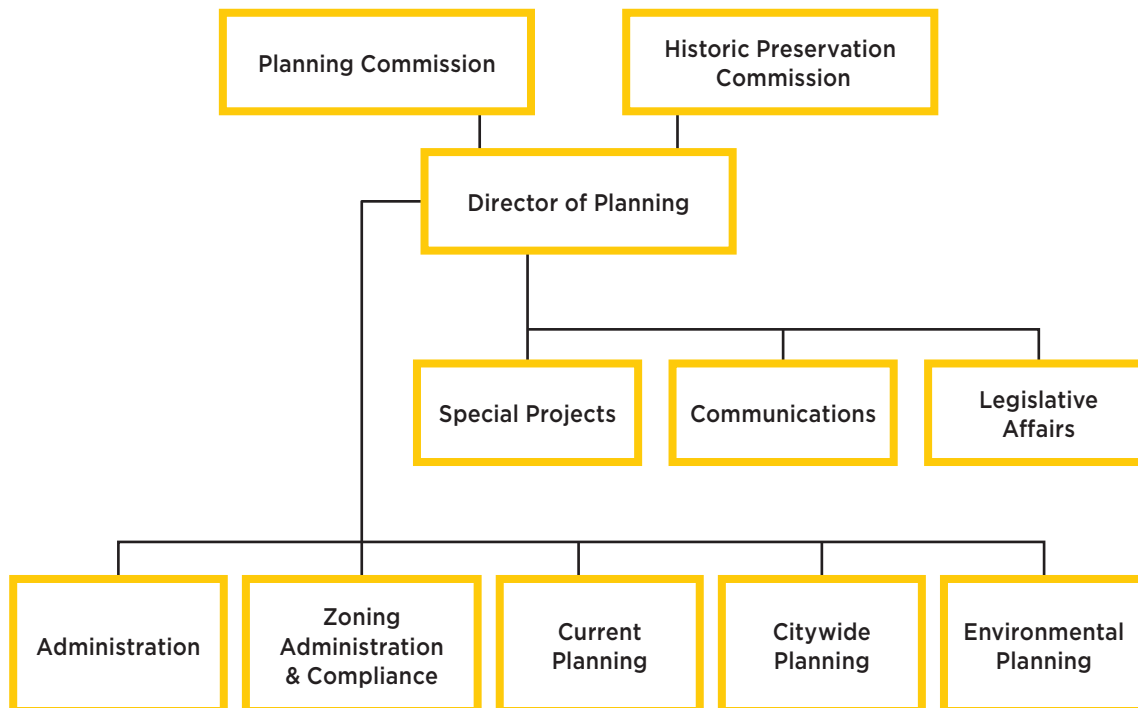 Planning Commission
Historic Preservation
Commission
Director of Planning
Special Projects
Communications
Legislative
Affairs
Administration
Zoning
Administration
& Compliance
Current
Planning
Citywide
Planning
Environmental
Planning